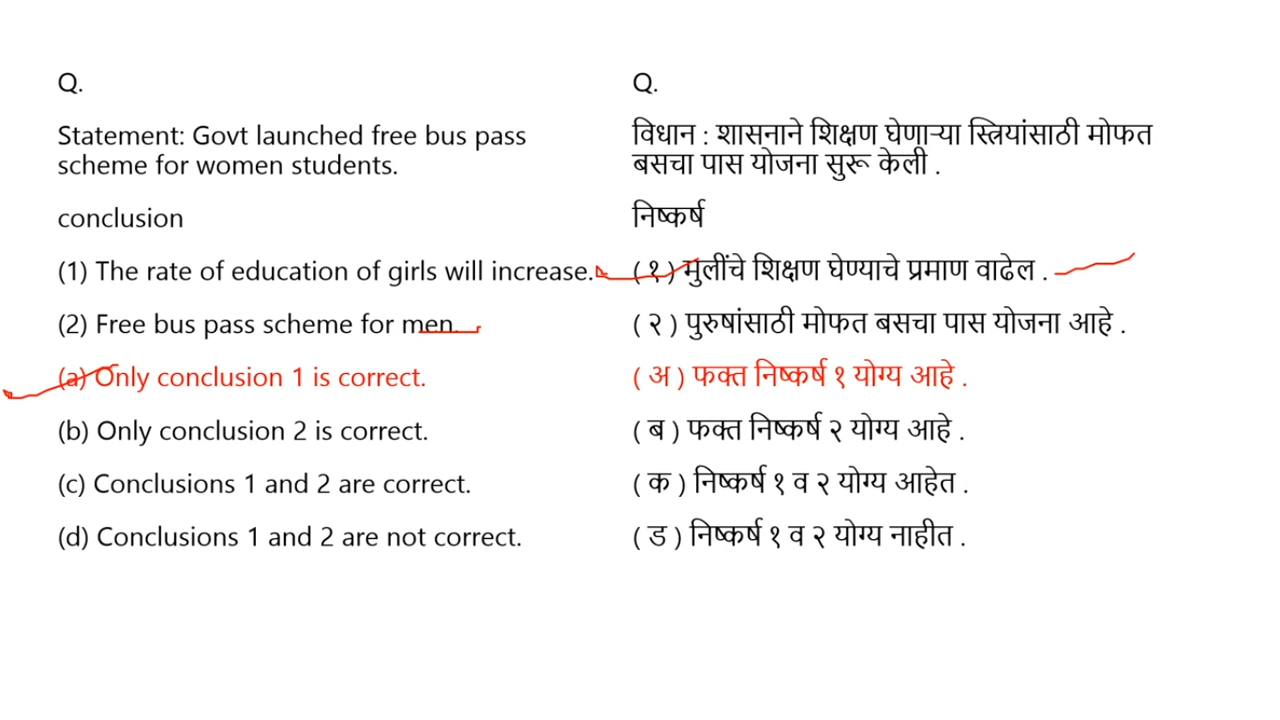 Q.
Statement: Govt launched free bus pass
scheme for women students.
conclusion
(1) The rate of education of girls will increase.
(2) Free bus pass scheme for men.
(a) Only conclusion 1 is correct.
(b) Only conclusion 2 is correct.
(c) Conclusions 1 and 2 are correct.
(d) Conclusions 1 and 2 are not correct.
Q.
विधान : शासनाने शिक्षण घेणाऱ्या स्त्रियांसाठी मोफत
बसचा पास योजना सुरू केली .
निष्कर्ष
( १ ) मुलींचे शिक्षण घेण्याचे प्रमाण वाढेल .
( २ ) पुरुषांसाठी मोफत बसचा पास योजना आहे .
( अ ) फक्त निष्कर्ष १ योग्य आहे .
( ब ) फक्त निष्कर्ष २ योग्य आहे .
( क ) निष्कर्ष १ व २ योग्य आहेत .
( ड ) निष्कर्ष १ व २ योग्य नाहीत .